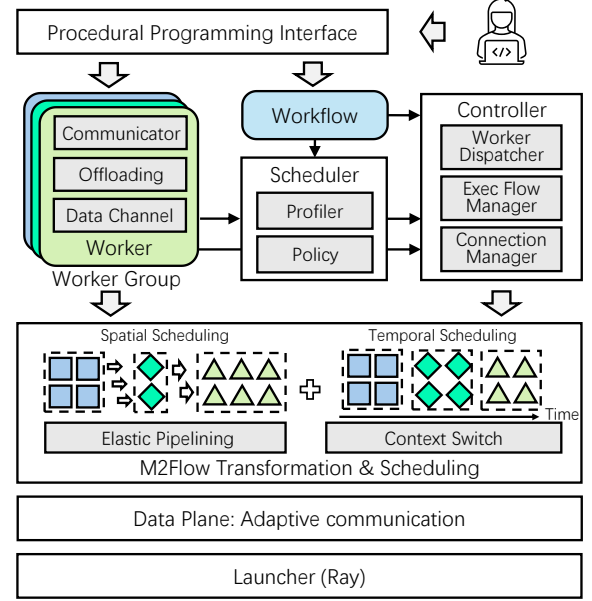 Procedural Programming Interface
</>
Communicator
Offloading
Data Channel
Worker
Worker Group
Workflow
Scheduler
Profiler
Policy
Controller
Worker
Dispatcher
Exec Flow
Manager
Connection
Manager
Spatial Scheduling
Elastic Pipelining
Temporal Scheduling
Time
Context Switch
M2Flow Transformation & Scheduling
Data Plane: Adaptive communication
Launcher (Ray)